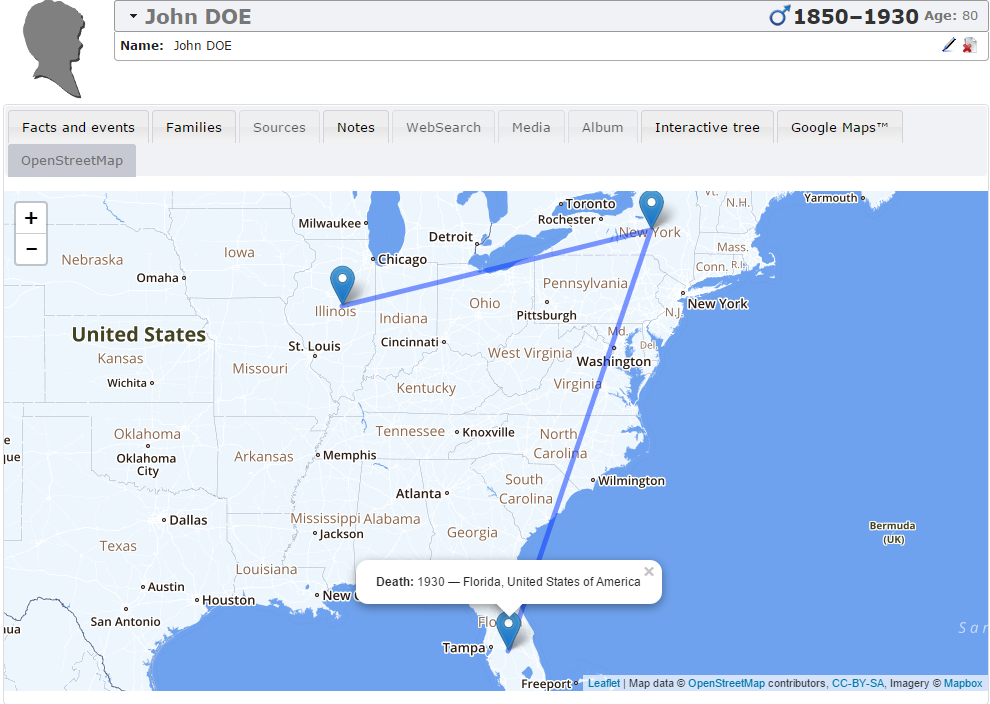 John DOE
1850–1930 Age: 80
Name: John DOE
Facts and events Families Sources Notes WebSearch Media Album Interactive tree Google Maps™
OpenStreetMap
+
−
Vt.
Toronto
N.H.
Yarmouth
Milwaukee
Rochester
New York
Detroit
Mass.
Iowa
Nebraska
Chicago
Conn.
R.I.
Omaha
Pennsylvania
Illinois
Indiana
Ohio
Pittsburgh
N.J.
New York
United States
St. Louis
Cincinnati
Md.
Del.
Kansas
West Virginia
Washington
Missouri
Wichita
Kentucky
Virginia
Oklahoma
Tennessee
Knoxville
North
Carolina
Oklahoma
City
Arkansas
Memphis
South
Carolina
Wilmington
Atlanta
Dallas
Mississippi
Alabama
Jackson
Georgia
Bermuda
(UK)
Texas
Louisiana
Death: 1930 — Florida, United States of America
×
Austin
Houston
New
San Antonio
Flo
Sar
Tampa
Freeport
Leaflet | Map data © OpenStreetMap contributors, CC-BY-SA, Imagery © Mapbox